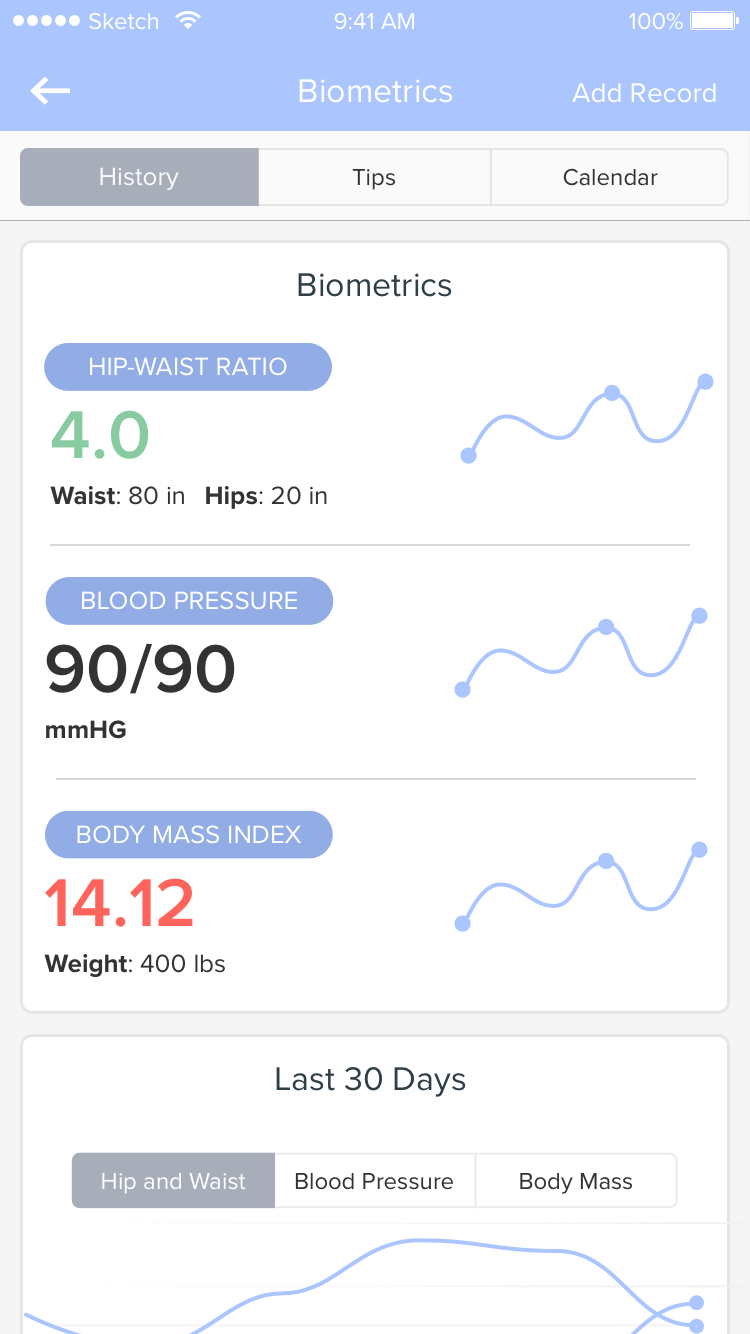 Sketch 9:41 AM 100%
Biometrics Add Record
History Tips Calendar
Biometrics
HIP-WAIST RATIO
4.0
Waist: 80 in Hips: 20 in
BLOOD PRESSURE
90/90
mmHG
BODY MASS INDEX
14.12
Weight: 400 lbs
Last 30 Days
Hip and Waist Blood Pressure Body Mass